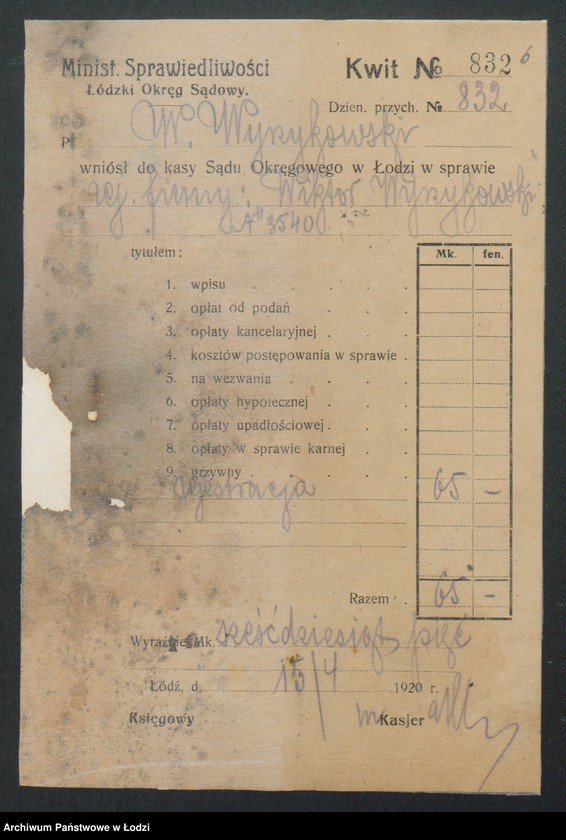 Minist. Sprawiedliwości
Łódzki Okręg Sądowy.
Kwit № 832 6
Dzien. przych. № 832
P W. Wyrzykowski
wniósł do kasy Sądu Okręgowego w Łodzi w sprawie
rej. firmy: "Wiktor Wyrzykowski"
"A" 3540
tytułem:
Mk. fen.
1. wpisu
2. opłat od podań
3. opłaty kancelaryjnej
4. kosztów postępowania w sprawie
5. na wezwania
6. opłaty hypotecznej
7. opłaty upadłościowej
8. opłaty w sprawie karnej
9. grzywny
rejestracja 65 —
Razem 65 —
Wyraźnie Mk. sześćdziesiąt pięć
Łódź, d. 15/4 1920 r.
Księgowy Kasjer
Archiwum Państwowe w Łodzi